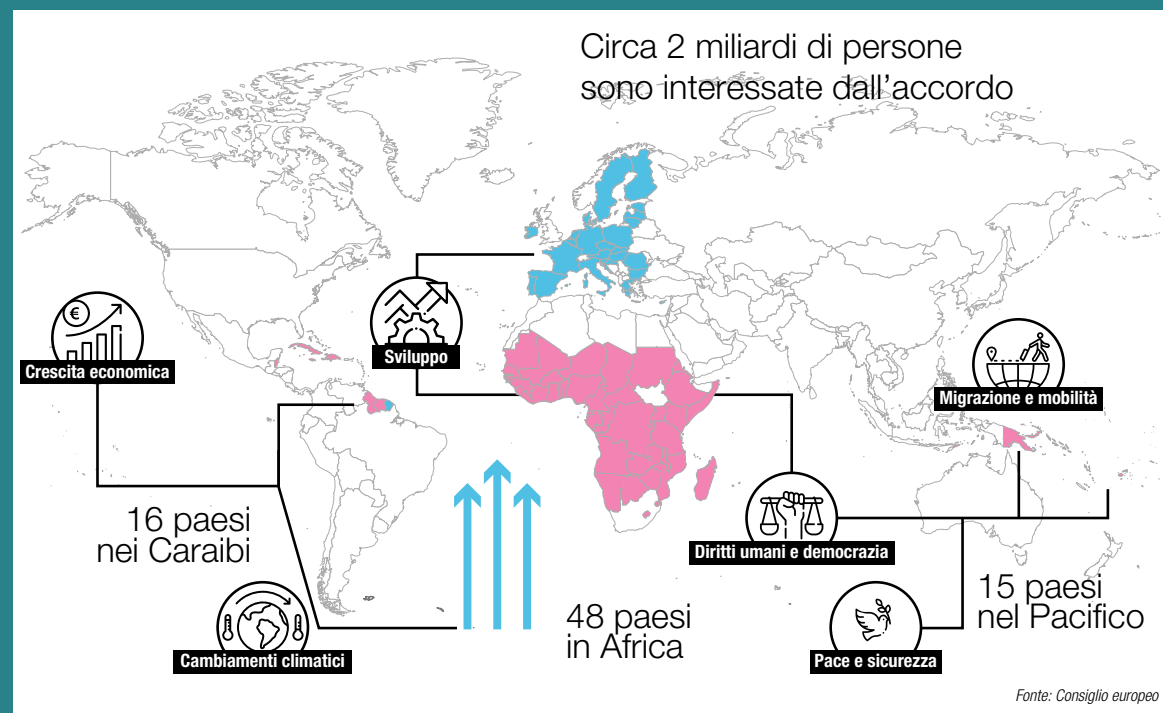 Circa 2 miliardi di persone
sono interessate dall'accordo
€
Crescita economica
Sviluppo
Migrazione e mobilità
16 paesi
nei Caraibi
Diritti umani e democrazia
48 paesi
in Africa
15 paesi
nel Pacifico
Cambiamenti climatici
Pace e sicurezza
Fonte: Consiglio europeo